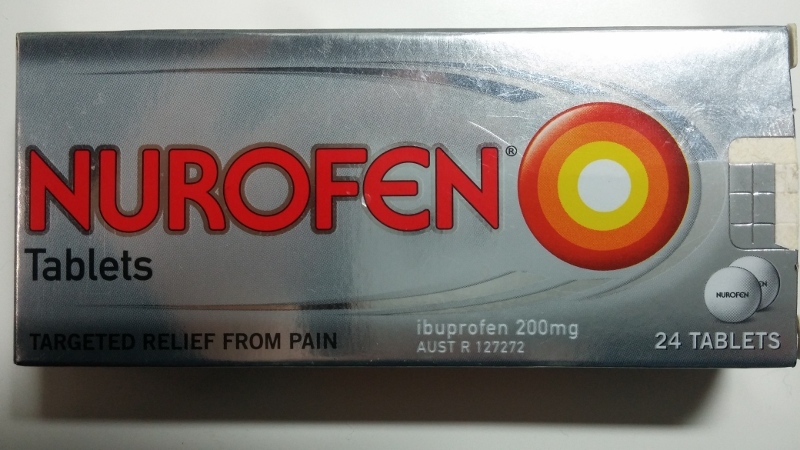 NUROFEN®
Tablets
TARGETED RELIEF FROM PAIN
ibuprofen 200mg
AUST R 127272
NUROFEN
24 TABLETS